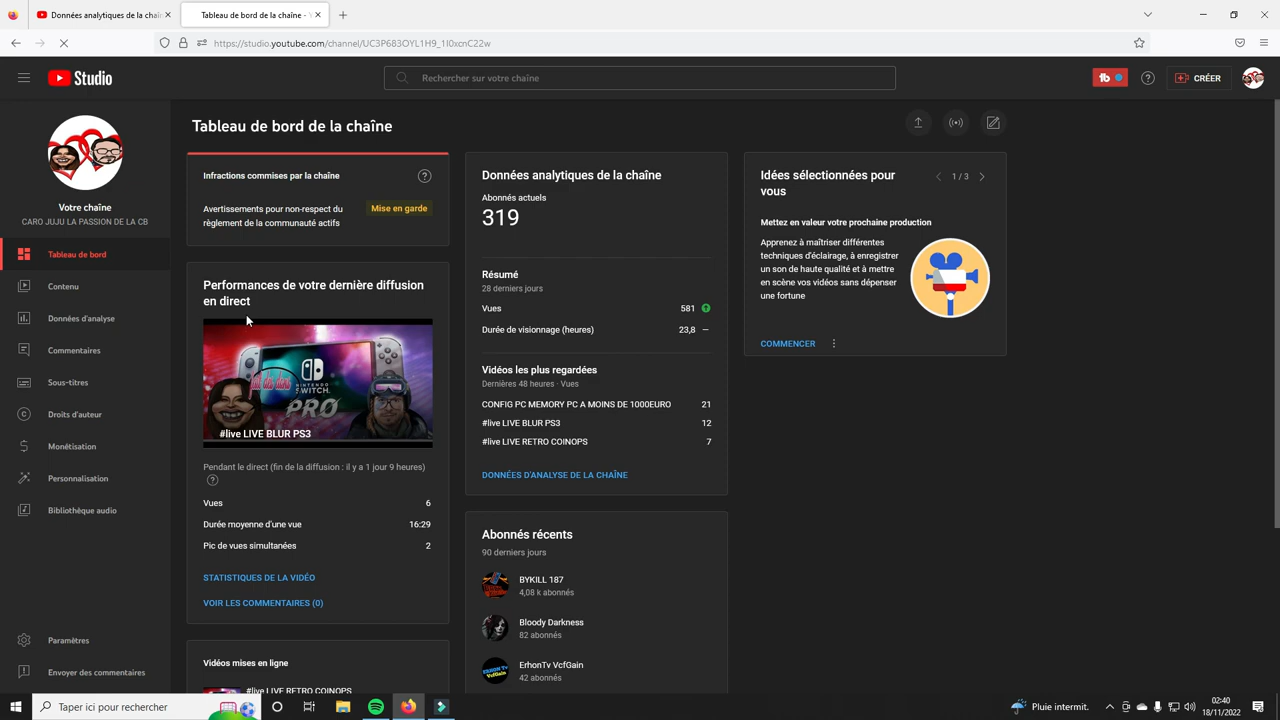 Données analytiques de la chaîn
Tableau de bord de la chaîne -
https://studio.youtube.com/channel/UC3P683OYL1H9_1I0xcnC22w
Studio
Rechercher sur votre chaîne
CRÉER
Votre chaîne
CARO JUJU LA PASSION DE LA CB
Tableau de bord
Contenu
Données d'analyse
Commentaires
Sous-titres
Droits d'auteur
Monétisation
Personnalisation
Bibliothèque audio
Paramètres
Envoyer des commentaires
Tableau de bord de la chaîne
Infractions commises par la chaîne
Avertissements pour non-respect du
règlement de la communauté actifs
Mise en garde
Performances de votre dernière diffusion
en direct
NINTENDO
SWITCH
PRO
#live LIVE BLUR PS3
Pendant le direct (fin de la diffusion : il y a 1 jour 9 heures)
Vues 6
Durée moyenne d'une vue 16:29
Pic de vues simultanées 2
STATISTIQUES DE LA VIDÉO
VOIR LES COMMENTAIRES (0)
Vidéos mises en ligne
#live LIVE RETRO COINOPS
Données analytiques de la chaîne
Abonnés actuels
319
Résumé
28 derniers jours
Vues 581
Durée de visionnage (heures) 23,8 —
Vidéos les plus regardées
Dernières 48 heures · Vues
CONFIG PC MEMORY PC A MOINS DE 1000EURO 21
#live LIVE BLUR PS3 12
#live LIVE RETRO COINOPS 7
DONNÉES D'ANALYSE DE LA CHAÎNE
Abonnés récents
90 derniers jours
BYKILL 187
4,08 k abonnés
Bloody Darkness
82 abonnés
ErhonTv VcfGain
42 abonnés
Idées sélectionnées pour
vous
1 / 3
Mettez en valeur votre prochaine production
Apprenez à maîtriser différentes
techniques d'éclairage, à enregistrer
un son de haute qualité et à mettre
en scène vos vidéos sans dépenser
une fortune
COMMENCER
Taper ici pour rechercher
Pluie intermit.
02:40
18/11/2022